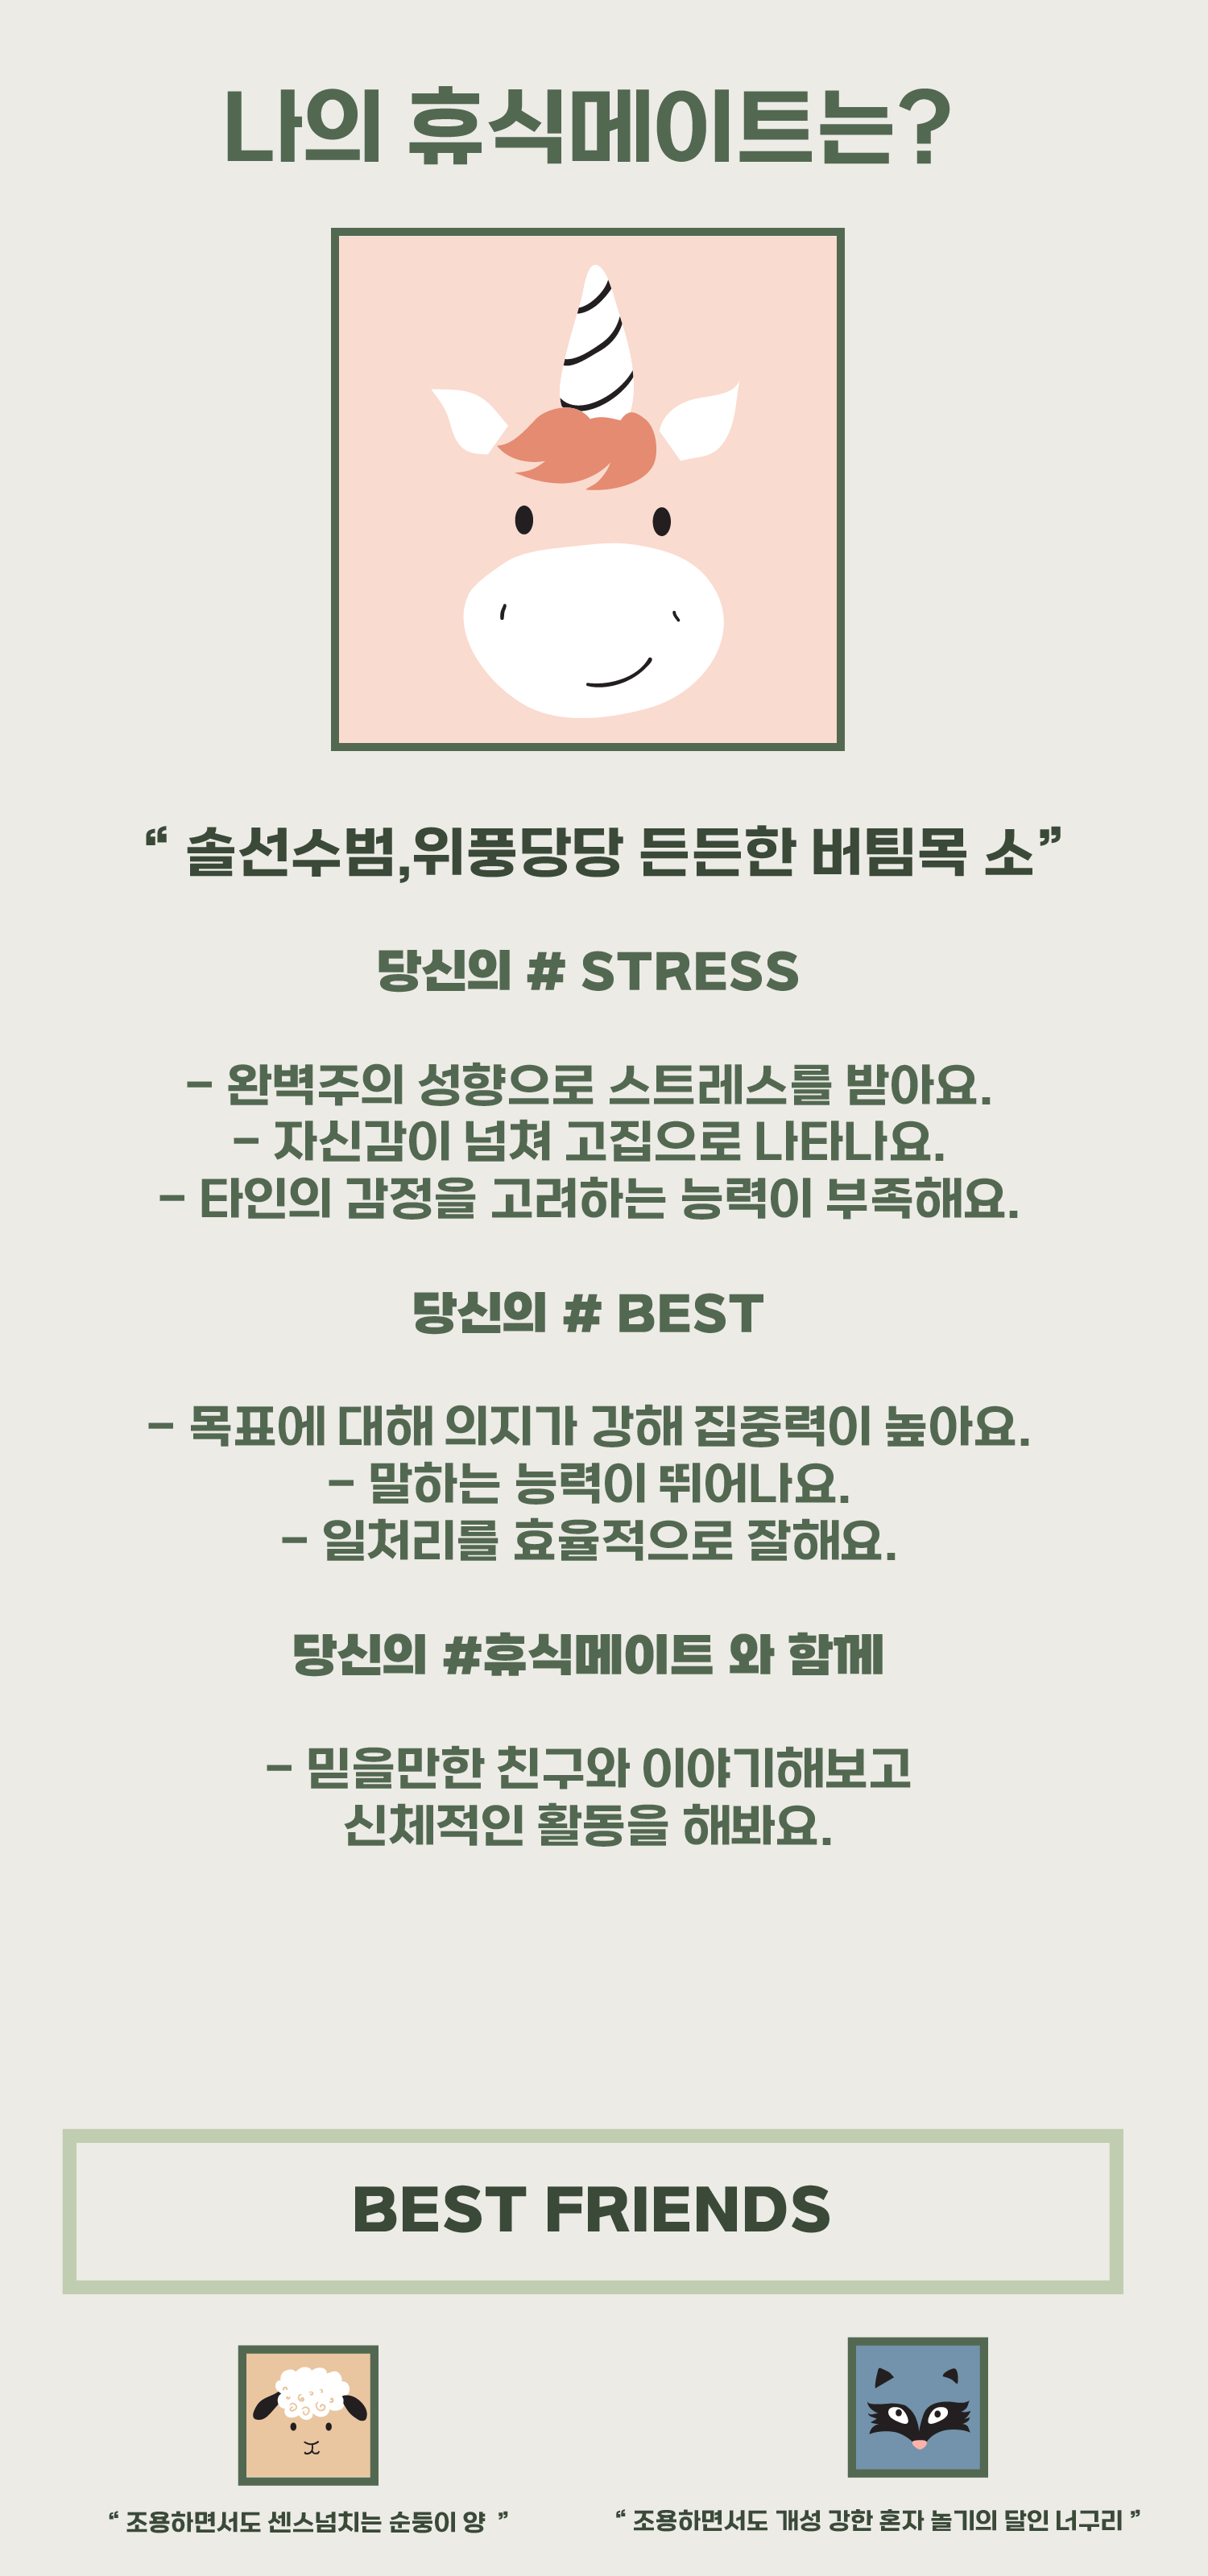 나의 휴식메이트는?
“ 솔선수범,위풍당당 든든한 버팀목 소”
당신의 # STRESS
- 완벽주의 성향으로 스트레스를 받아요.
- 자신감이 넘쳐 고집으로 나타나요.
- 타인의 감정을 고려하는 능력이 부족해요.
당신의 # BEST
- 목표에 대해 의지가 강해 집중력이 높아요.
- 말하는 능력이 뛰어나요.
- 일처리를 효율적으로 잘해요.
당신의 #휴식메이트 와 함께
- 믿을만한 친구와 이야기해보고
신체적인 활동을 해봐요.
BEST FRIENDS
“ 조용하면서도 센스넘치는 순둥이 양 ”
“ 조용하면서도 개성 강한 혼자 놀기의 달인 너구리 ”